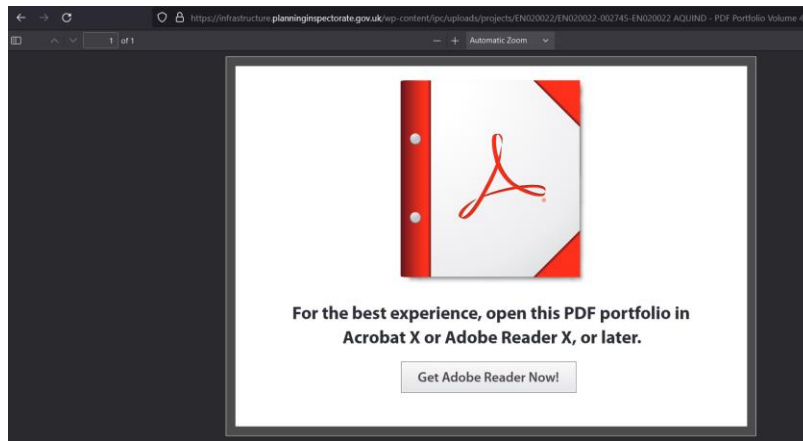 https://infrastructure.planninginspectorate.gov.uk/wp-content/ipc/uploads/projects/EN020022/EN020022-002745-EN020022 AQUIND - PDF Portfolio Volume 4
1 of 1
Automatic Zoom
For the best experience, open this PDF portfolio in
Acrobat X or Adobe Reader X, or later.
Get Adobe Reader Now!